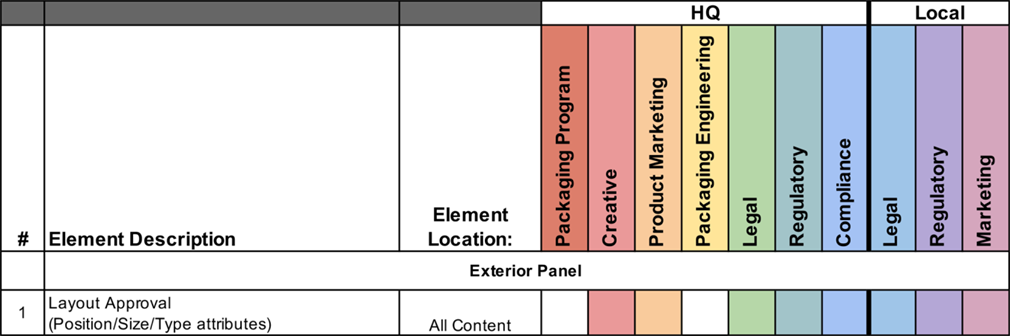 HQ
Local
#
Element Description
Element
Location:
Packaging Program
Creative
Product Marketing
Packaging Engineering
Legal
Regulatory
Compliance
Legal
Regulatory
Marketing
Exterior Panel
1
Layout Approval
(Position/Size/Type attributes)
All Content